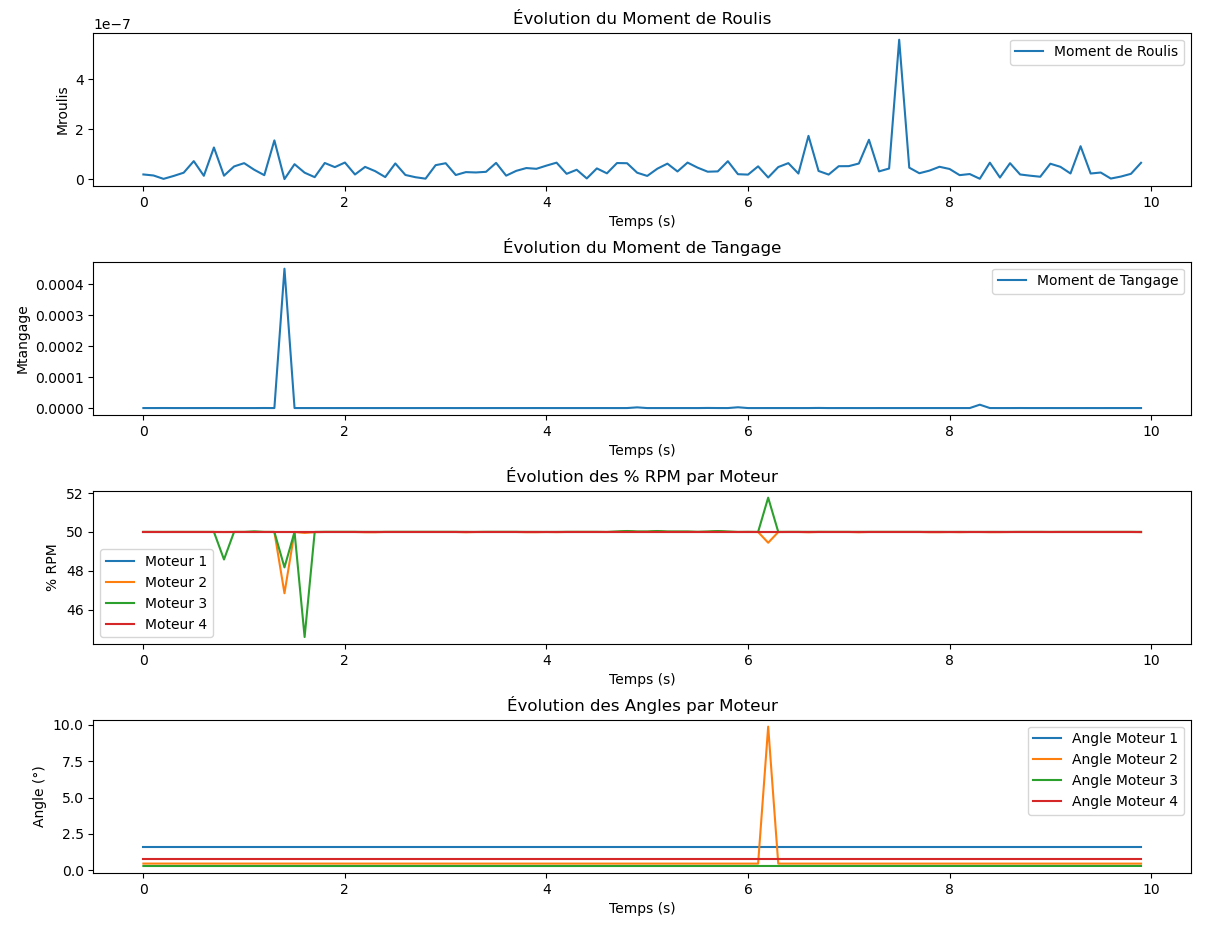 Évolution du Moment de Roulis
1e−7
Moment de Roulis
Mroulis
4
2
0
0 2 4 6 8 10
Temps (s)
Évolution du Moment de Tangage
Moment de Tangage
Mtangage
0.0004
0.0003
0.0002
0.0001
0.0000
0 2 4 6 8 10
Temps (s)
Évolution des % RPM par Moteur
% RPM
52
50
48
46
Moteur 1
Moteur 2
Moteur 3
Moteur 4
0 2 4 6 8 10
Temps (s)
Évolution des Angles par Moteur
Angle (°)
10.0
7.5
5.0
2.5
0.0
Angle Moteur 1
Angle Moteur 2
Angle Moteur 3
Angle Moteur 4
0 2 4 6 8 10
Temps (s)